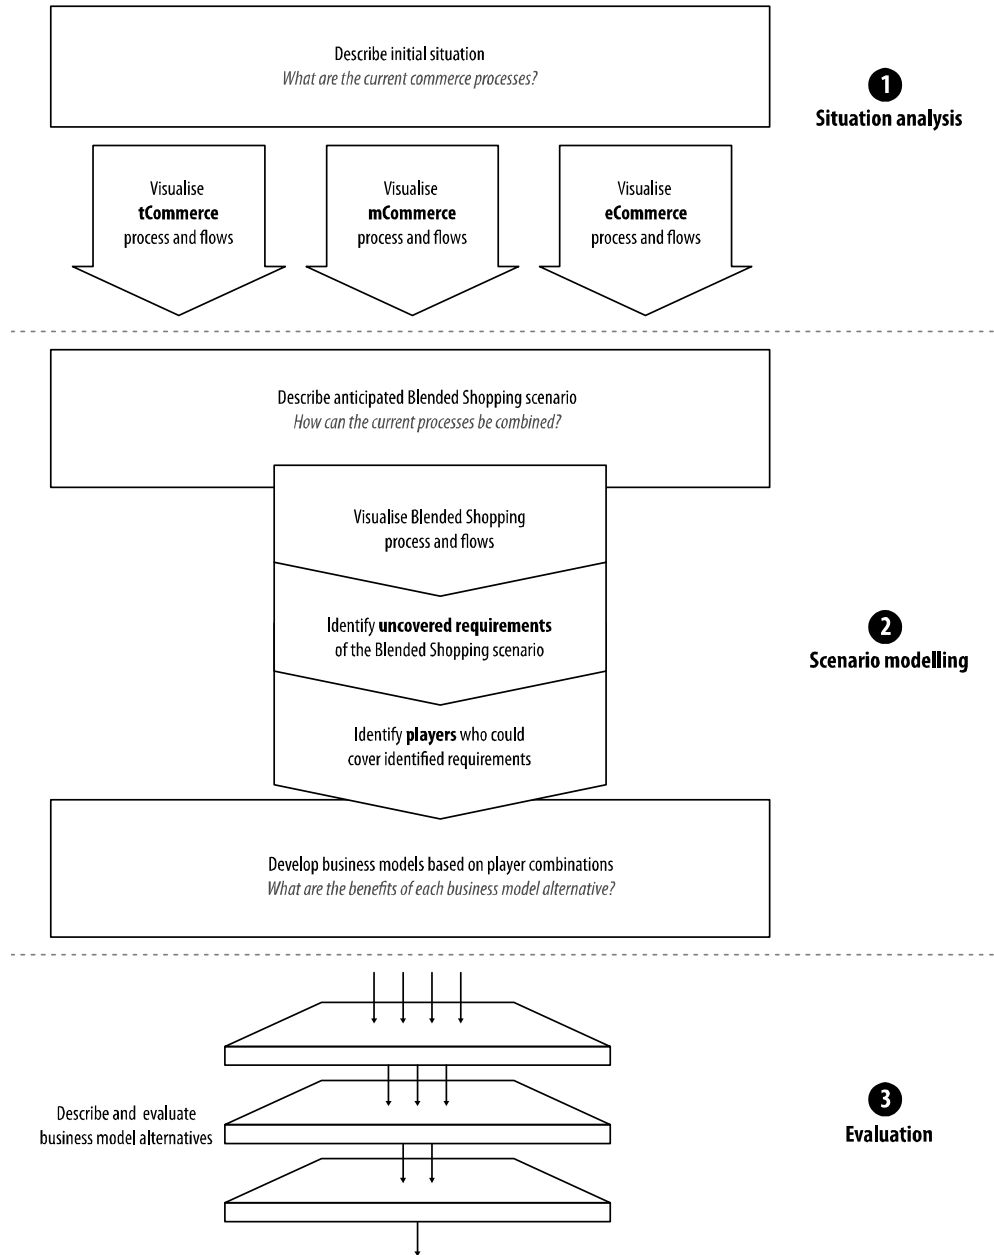 Describe initial situation
What are the current commerce processes?
1
Situation analysis
Visualise
tCommerce
process and flows
Visualise
mCommerce
process and flows
Visualise
eCommerce
process and flows
Describe anticipated Blended Shopping scenario
How can the current processes be combined?
Visualise Blended Shopping
process and flows
Identify uncovered requirements
of the Blended Shopping scenario
2
Scenario modelling
Identify players who could
cover identified requirements
Develop business models based on player combinations
What are the benefits of each business model alternative?
Describe and evaluate
business model alternatives
3
Evaluation